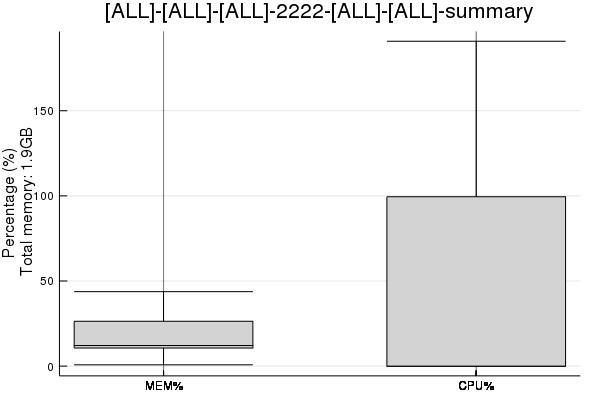 [ALL]-[ALL]-[ALL]-2222-[ALL]-[ALL]-summary
Percentage (%)
Total memory: 1.9GB
150
100
50
0
MEM%
CPU%